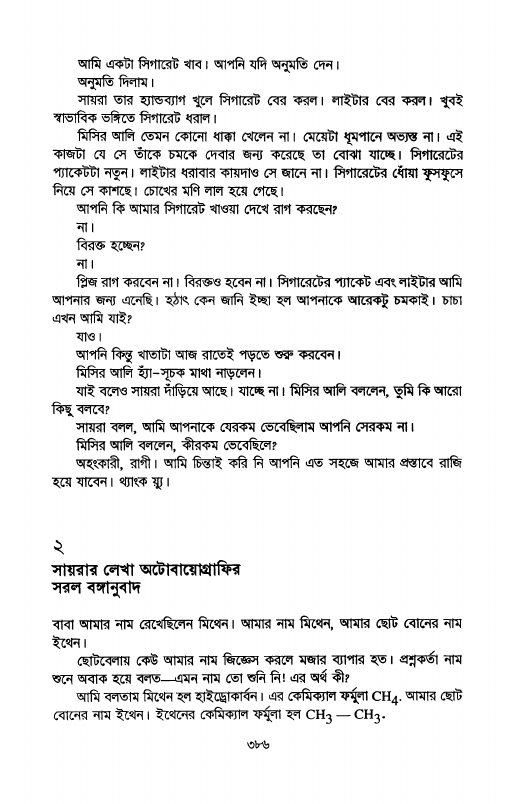 আমি একটা সিগারেট খাব। আপনি যদি অনুমতি দেন।
অনুমতি দিলাম।
সায়রা তার হ্যান্ডব্যাগ খুলে সিগারেট বের করল। লাইটার বের করল। খুবই
স্বাভাবিক ভঙ্গিতে সিগারেট ধরাল।
মিসির আলি তেমন কোনো ধাক্কা খেলেন না। মেয়েটা ধূমপানে অভ্যস্ত না। এই
কাজটা যে সে তাঁকে চমকে দেবার জন্য করেছে তা বোঝা যাচ্ছে। সিগারেটের
প্যাকেটটা নতুন। লাইটার ধরাবার কায়দাও সে জানে না। সিগারেটের ধোঁয়া ফুসফুসে
নিয়ে সে কাশছে। চোখের মণি লাল হয়ে গেছে।
আপনি কি আমার সিগারেট খাওয়া দেখে রাগ করছেন?
না।
বিরক্ত হচ্ছেন?
না।
প্লিজ রাগ করবেন না। বিরক্তও হবেন না। সিগারেটের প্যাকেট এবং লাইটার আমি
আপনার জন্য এনেছি। হঠাৎ কেন জানি ইচ্ছা হল আপনাকে আরেকটু চমকাই। চাচা
এখন আমি যাই?
যাও।
আপনি কিন্তু খাতাটা আজ রাতেই পড়তে শুরু করবেন।
মিসির আলি হ্যাঁ-সূচক মাথা নাড়লেন।
যাই বলেও সায়রা দাঁড়িয়ে আছে। যাচ্ছে না। মিসির আলি বললেন, তুমি কি আরো
কিছু বলবে?
সায়রা বলল, আমি আপনাকে যেরকম ভেবেছিলাম আপনি সেরকম না।
মিসির আলি বললেন, কীরকম ভেবেছিলে?
অহংকারী, রাগী। আমি চিন্তাই করি নি আপনি এত সহজে আমার প্রস্তাবে রাজি
হয়ে যাবেন। থ্যাংক য়্যু।
২
সায়রার লেখা অটোবায়োগ্রাফির
সরল বঙ্গানুবাদ
বাবা আমার নাম রেখেছিলেন মিথেন। আমার নাম মিথেন, আমার ছোট বোনের নাম
ইথেন।
ছোটবেলায় কেউ আমার নাম জিজ্ঞেস করলে মজার ব্যাপার হত। প্রশ্নকর্তা নাম
শুনে অবাক হয়ে বলত—এমন নাম তো শুনি নি! এর অর্থ কী?
আমি বলতাম মিথেন হল হাইড্রোকার্বন। এর কেমিক্যাল ফর্মুলা CH₄. আমার ছোট
বোনের নাম ইথেন। ইথেনের কেমিক্যাল ফর্মুলা হল CH₃ — CH₃.
৩৮৬